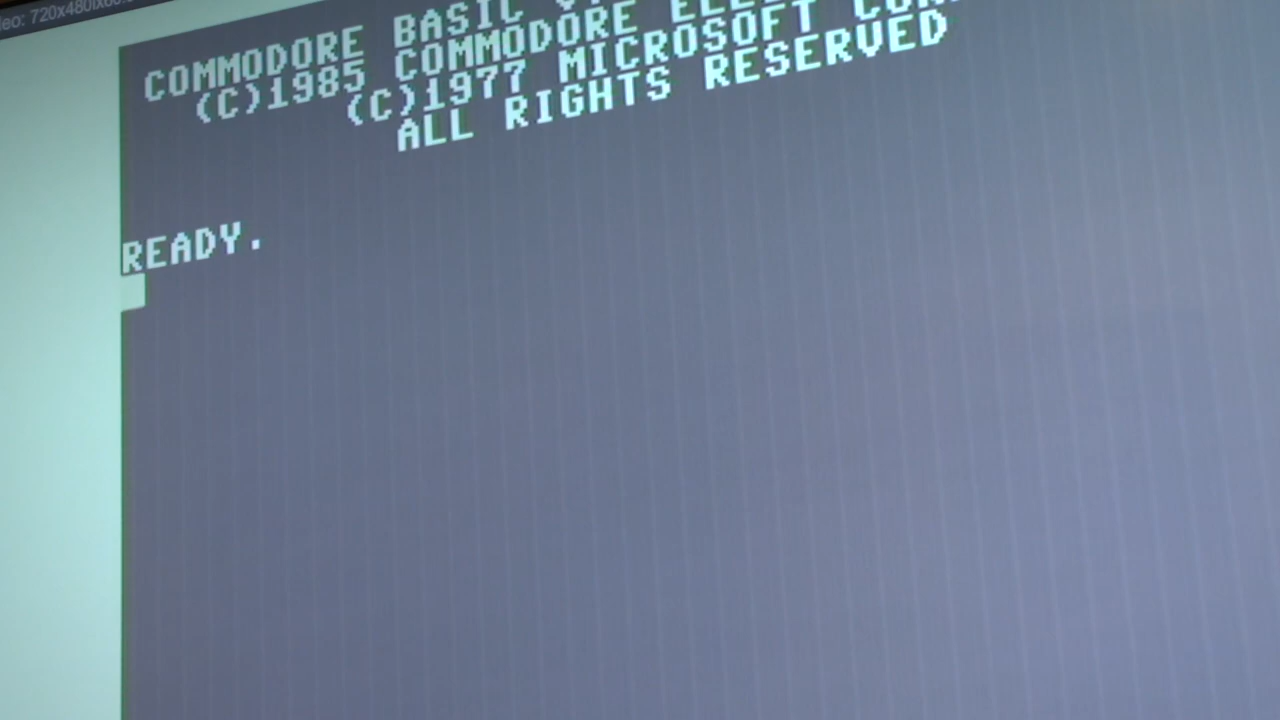 COMMODORE BASIC
(C)1985 COMMODORE
(C)1977 MICROSOFT
ALL RIGHTS RESERVED
READY.